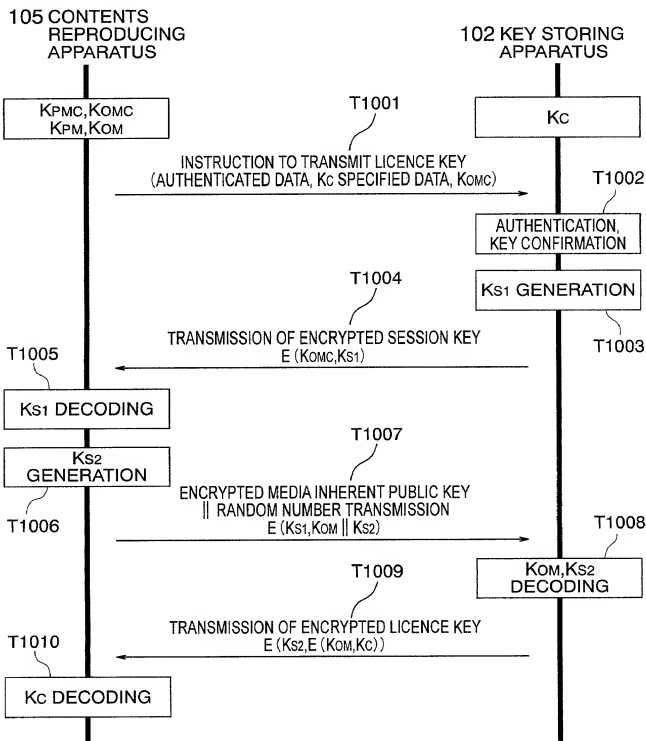 105 CONTENTS
REPRODUCING
APPARATUS
102 KEY STORING
APPARATUS
KPMC,KOMC
KPM,KOM
KC
T1001
INSTRUCTION TO TRANSMIT LICENCE KEY
(AUTHENTICATED DATA, KC SPECIFIED DATA, KOMC)
T1002
AUTHENTICATION,
KEY CONFIRMATION
KS1 GENERATION
T1003
T1004
TRANSMISSION OF ENCRYPTED SESSION KEY
E (KOMC,KS1)
T1005
KS1 DECODING
KS2
GENERATION
T1006
T1007
ENCRYPTED MEDIA INHERENT PUBLIC KEY
|| RANDOM NUMBER TRANSMISSION
E (KS1,KOM || KS2)
T1008
KOM,KS2
DECODING
T1009
TRANSMISSION OF ENCRYPTED LICENCE KEY
E (KS2,E (KOM,KC))
T1010
KC DECODING